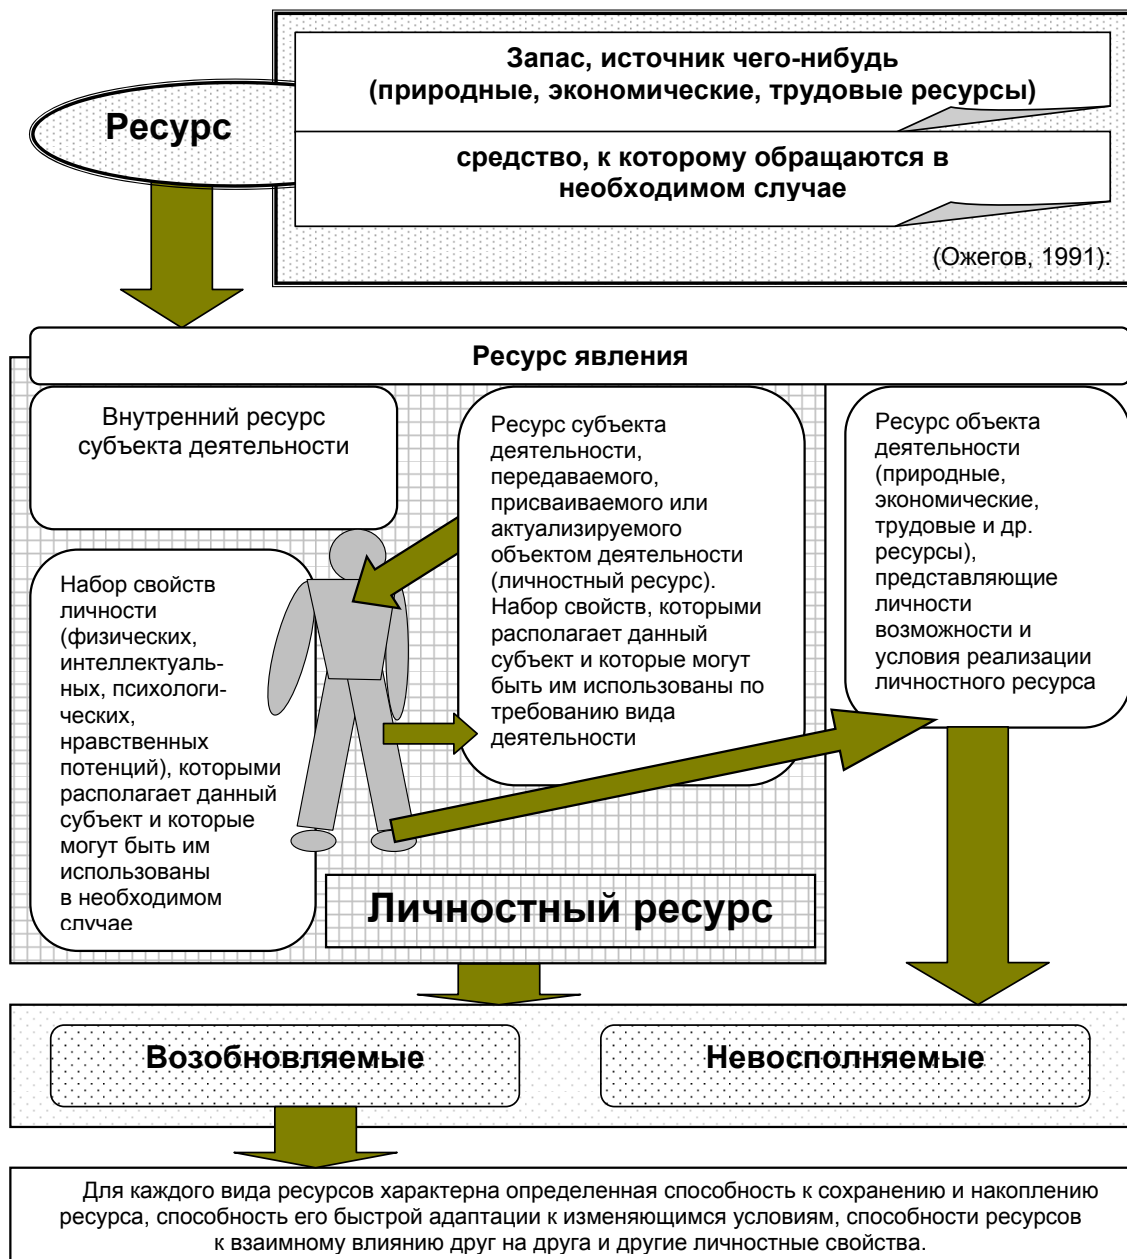 Запас, источник чего-нибудь
(природные, экономические, трудовые ресурсы)
Ресурс
средство, к которому обращаются в
необходимом случае
(Ожегов, 1991):
Ресурс явления
Внутренний ресурс
субъекта деятельности
Ресурс субъекта
деятельности,
передаваемого,
присваиваемого или
актуализируемого
объектом деятельности
(личностный ресурс).
Набор свойств, которыми
располагает данный
субъект и которые могут
быть им использованы по
требованию вида
деятельности
Ресурс объекта
деятельности
(природные,
экономические,
трудовые и др.
ресурсы),
представляющие
личности
возможности и
условия реализации
личностного ресурса
Набор свойств
личности
(физических,
интеллектуаль-
ных, психологи-
ческих,
нравственных
потенций), которыми
располагает данный
субъект и которые
могут быть им
использованы
в необходимом
случае
Личностный ресурс
Возобновляемые
Невосполняемые
Для каждого вида ресурсов характерна определенная способность к сохранению и накоплению
ресурса, способность его быстрой адаптации к изменяющимся условиям, способности ресурсов
к взаимному влиянию друг на друга и другие личностные свойства.